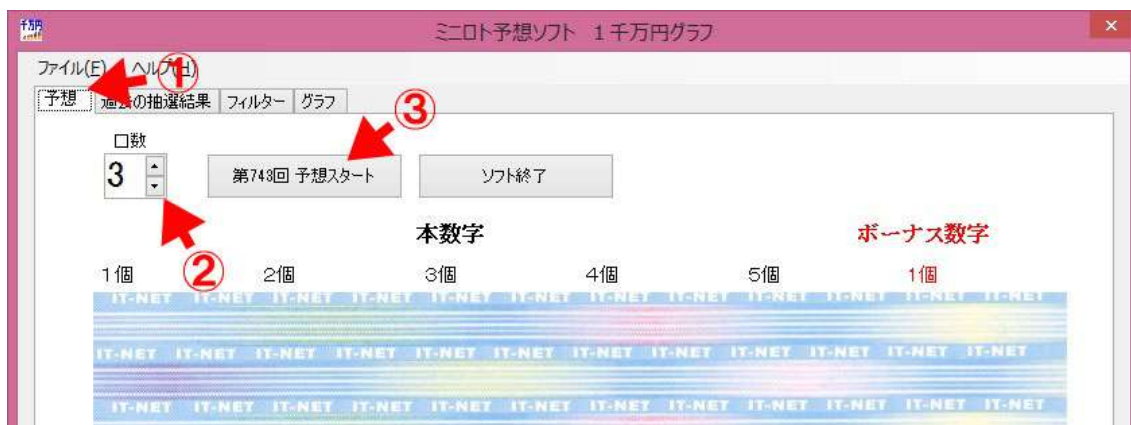 千万円
ミニロト予想ソフト 1千万円グラフ
ファイル(F) ヘルプ(H)
①
予想 過去の抽選結果 フィルター グラフ
③
口数
3 第743回 予想スタート ソフト終了
②
本数字 ボーナス数字
1個 2個 3個 4個 5個 1個
IT-NET IT-NET IT-NET IT-NET IT-NET IT-NET IT-NET IT-NET IT-NET IT-NET IT-NET IT-NET
IT-NET IT-NET IT-NET IT-NET IT-NET IT-NET IT-NET IT-NET IT-NET IT-NET IT-NET IT-NET
IT-NET IT-NET IT-NET IT-NET IT-NET IT-NET IT-NET IT-NET IT-NET IT-NET IT-NET IT-NET